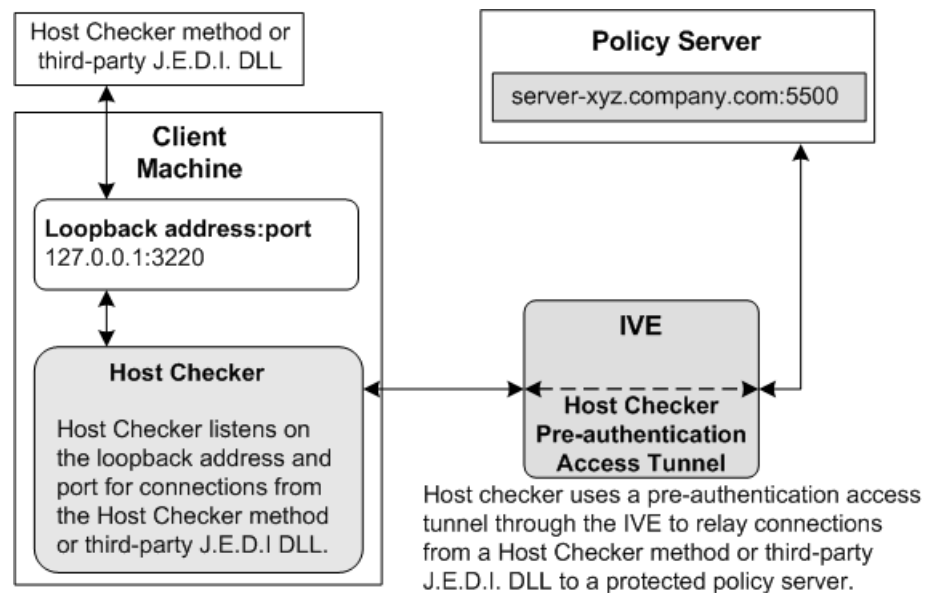 Host Checker method or
third-party J.E.D.I. DLL
Client
Machine
Loopback address:port
127.0.0.1:3220
Host Checker
Host Checker listens on
the loopback address and
port for connections from
the Host Checker method
or third-party J.E.D.I DLL.
Policy Server
server-xyz.company.com:5500
IVE
Host Checker
Pre-authentication
Access Tunnel
Host checker uses a pre-authentication access
tunnel through the IVE to relay connections
from a Host Checker method or third-party
J.E.D.I. DLL to a protected policy server.